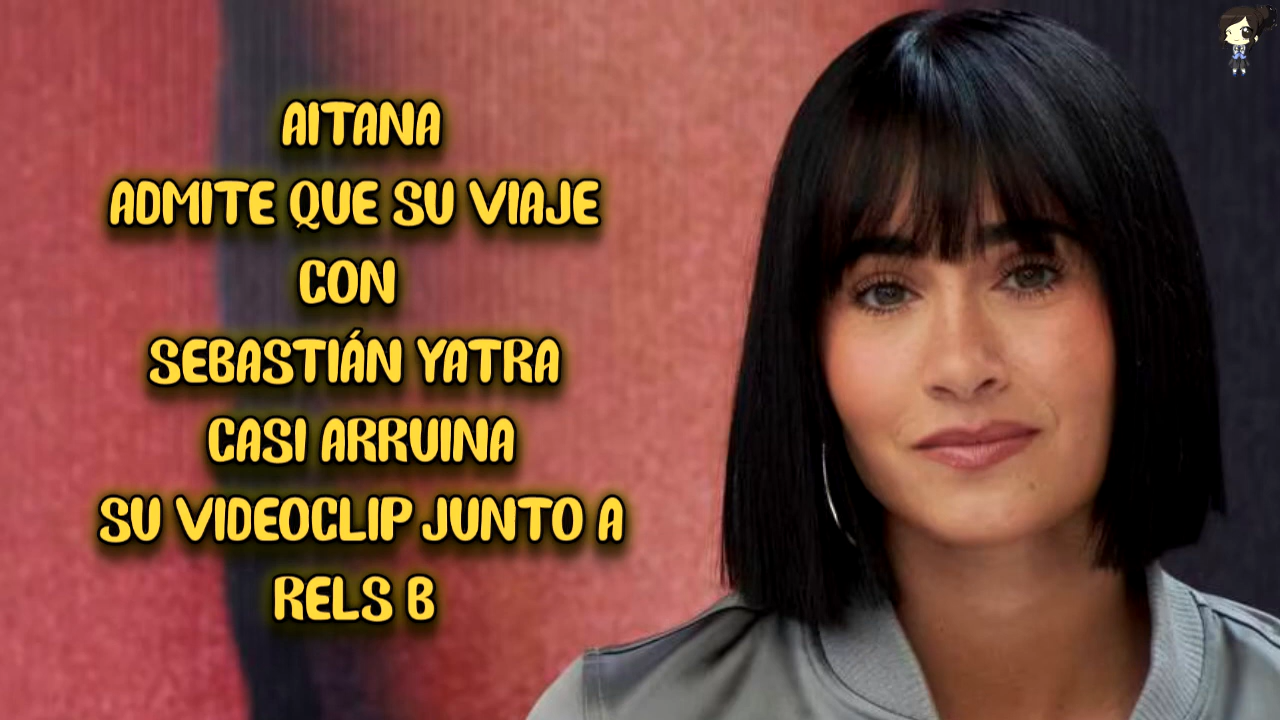 AITANA
ADMITE QUE SU VIAJE
CON
SEBASTIÁN YATRA
CASI ARRUINA
SU VIDEOCLIP JUNTO A
RELS B